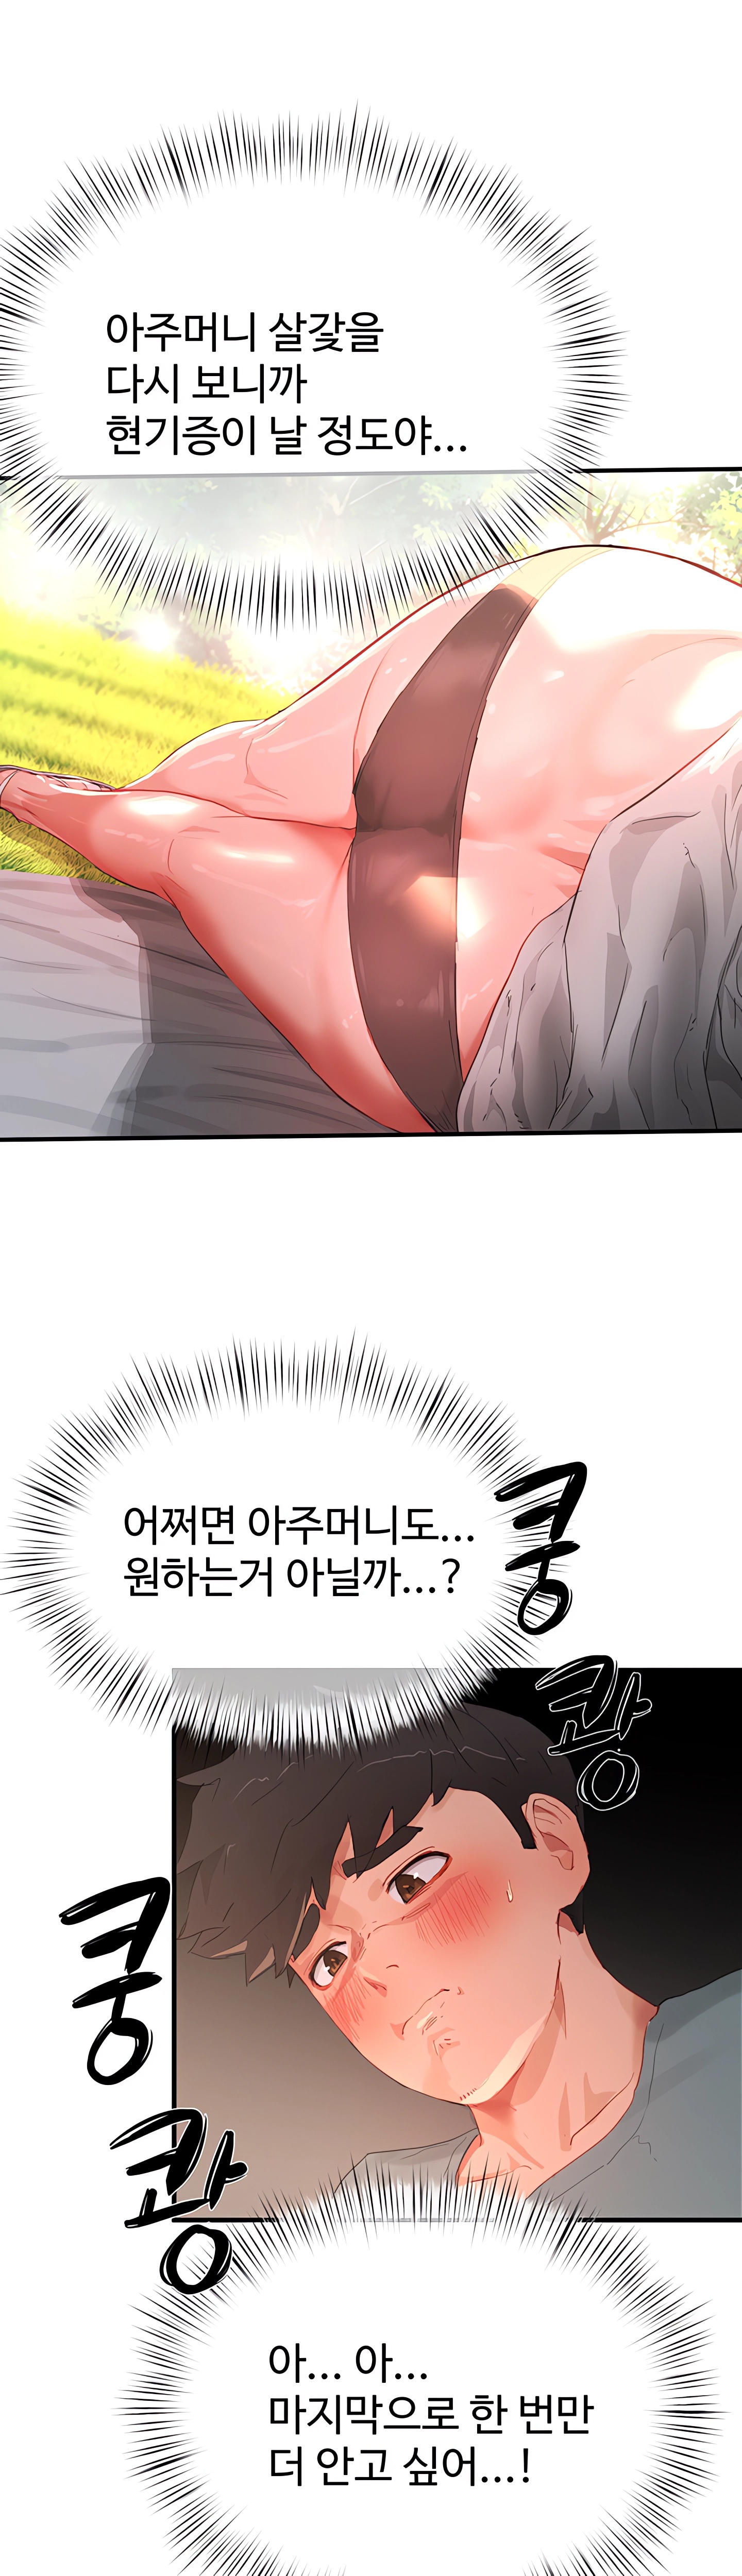 아주머니 살갗을
다시 보니까
현기증이 날 정도야...
어쩌면 아주머니도...
원하는거 아닐까...?
쿵
쾅
쿵
쾅
아... 아...
마지막으로 한 번만
더 안고 싶어...!